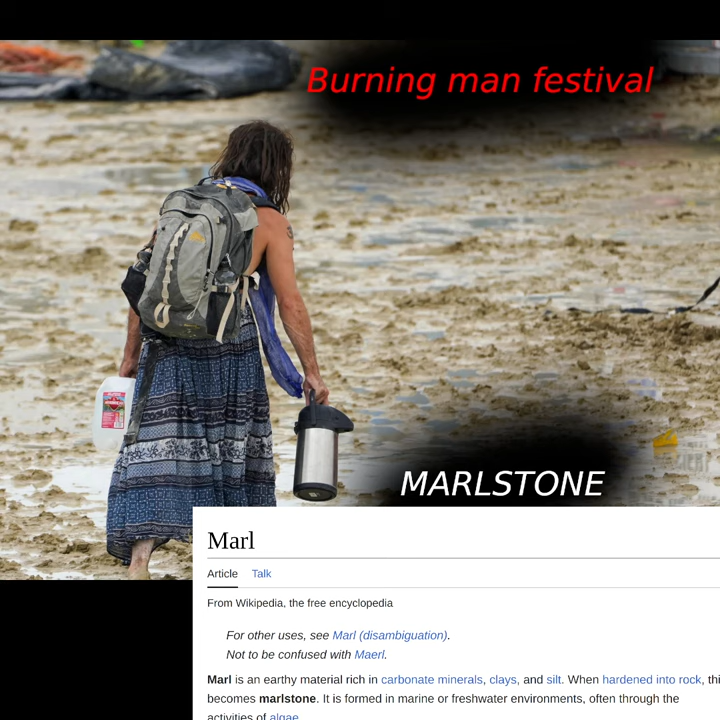 Burning man festival
MARLSTONE
Marl
Article Talk
From Wikipedia, the free encyclopedia
For other uses, see Marl (disambiguation).
Not to be confused with Maerl.
Marl is an earthy material rich in carbonate minerals, clays, and silt. When hardened into rock, thi
becomes marlstone. It is formed in marine or freshwater environments, often through the
activities of algae.